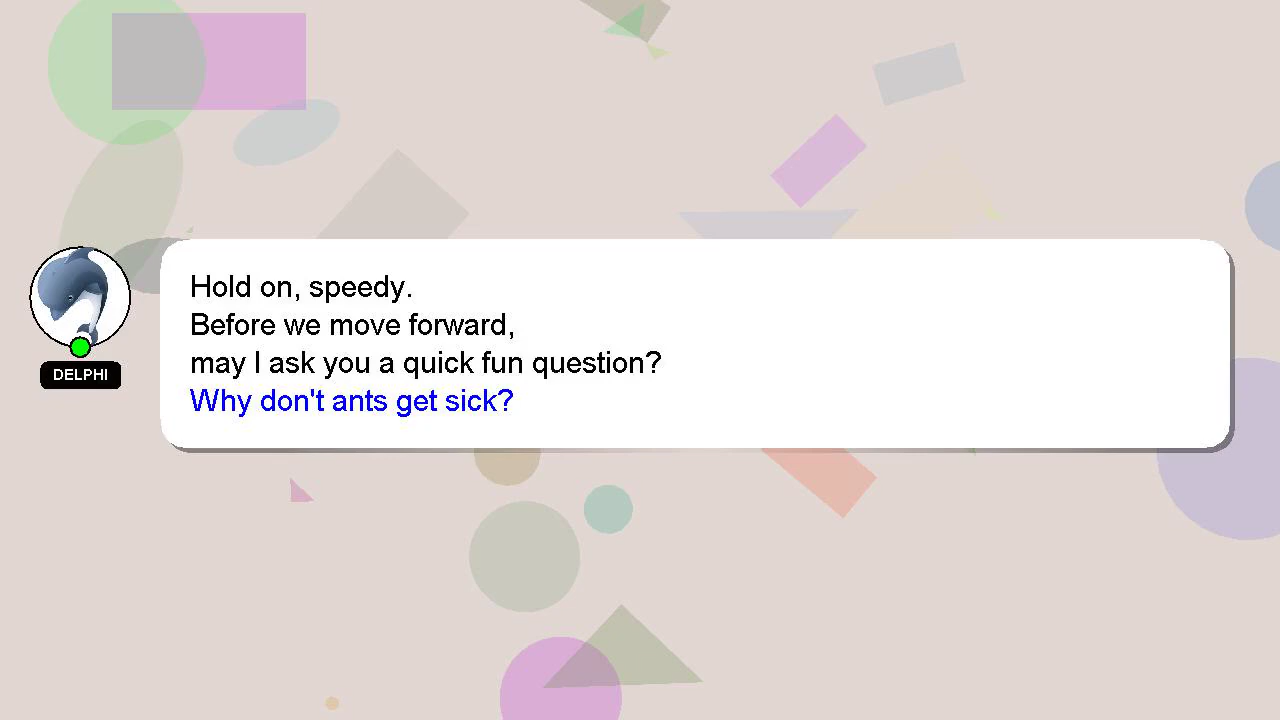 Hold on, speedy.
Before we move forward,
may I ask you a quick fun question?
Why don't ants get sick?
DELPHI